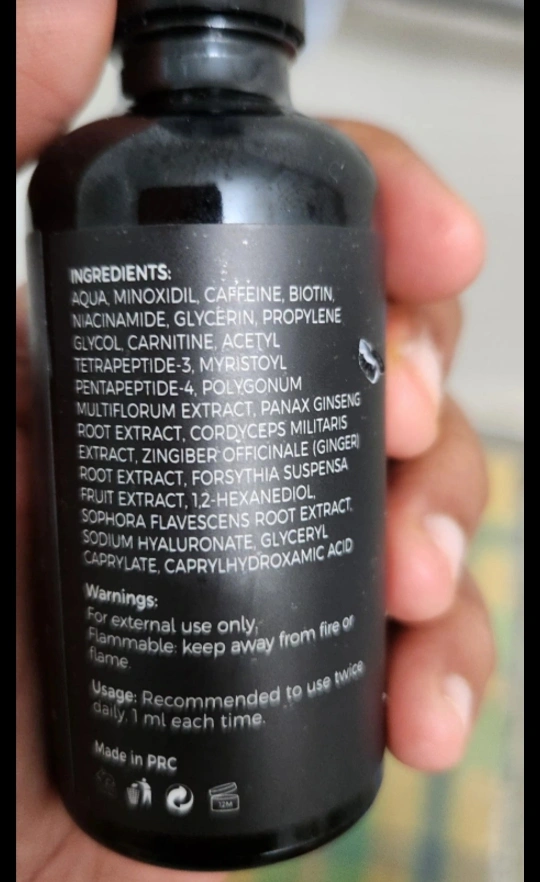 INGREDIENTS:
AQUA, MINOXIDIL, CAFFEINE, BIOTIN,
NIACINAMIDE, GLYCERIN, PROPYLENE
GLYCOL, CARNITINE, ACETYL
TETRAPEPTIDE-3, MYRISTOYL
PENTAPEPTIDE-4, POLYGONUM
MULTIFLORUM EXTRACT, PANAX GINSENG
ROOT EXTRACT, CORDYCEPS MILITARIS
EXTRACT, ZINGIBER OFFICINALE (GINGER)
ROOT EXTRACT, FORSYTHIA SUSPENSA
FRUIT EXTRACT, 1,2-HEXANEDIOL,
SOPHORA FLAVESCENS ROOT EXTRACT,
SODIUM HYALURONATE, GLYCERYL
CAPRYLATE, CAPRYLHYDROXAMIC ACID
Warnings:
For external use only,
Flammable: keep away from fire or
flame.
Usage: Recommended to use twice
daily, 1 ml each time.
Made in PRC
12M